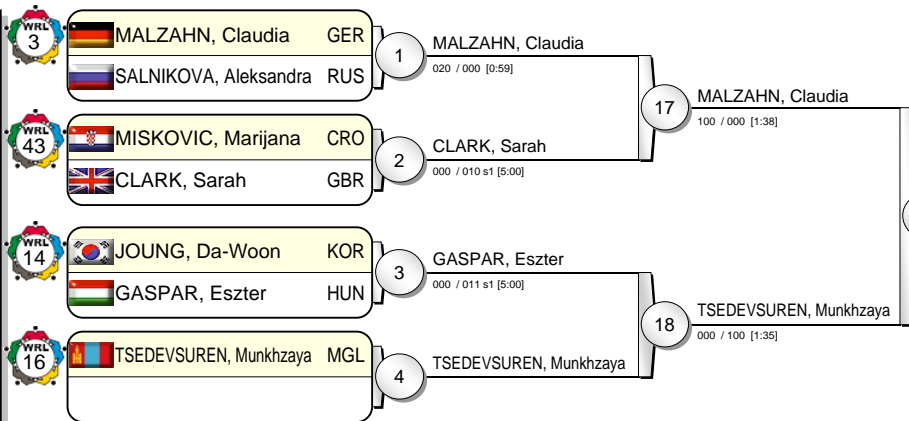 WRL
3
MALZAHN, Claudia GER
SALNIKOVA, Aleksandra RUS
1
MALZAHN, Claudia
020 / 000 [0:59]
WRL
43
MISKOVIC, Marijana CRO
CLARK, Sarah GBR
2
CLARK, Sarah
000 / 010 s1 [5:00]
17
MALZAHN, Claudia
100 / 000 [1:38]
WRL
14
JOUNG, Da-Woon KOR
GASPAR, Eszter HUN
3
GASPAR, Eszter
000 / 011 s1 [5:00]
WRL
16
TSEDEVSUREN, Munkhzaya MGL
4
TSEDEVSUREN, Munkhzaya
18
TSEDEVSUREN, Munkhzaya
000 / 100 [1:35]